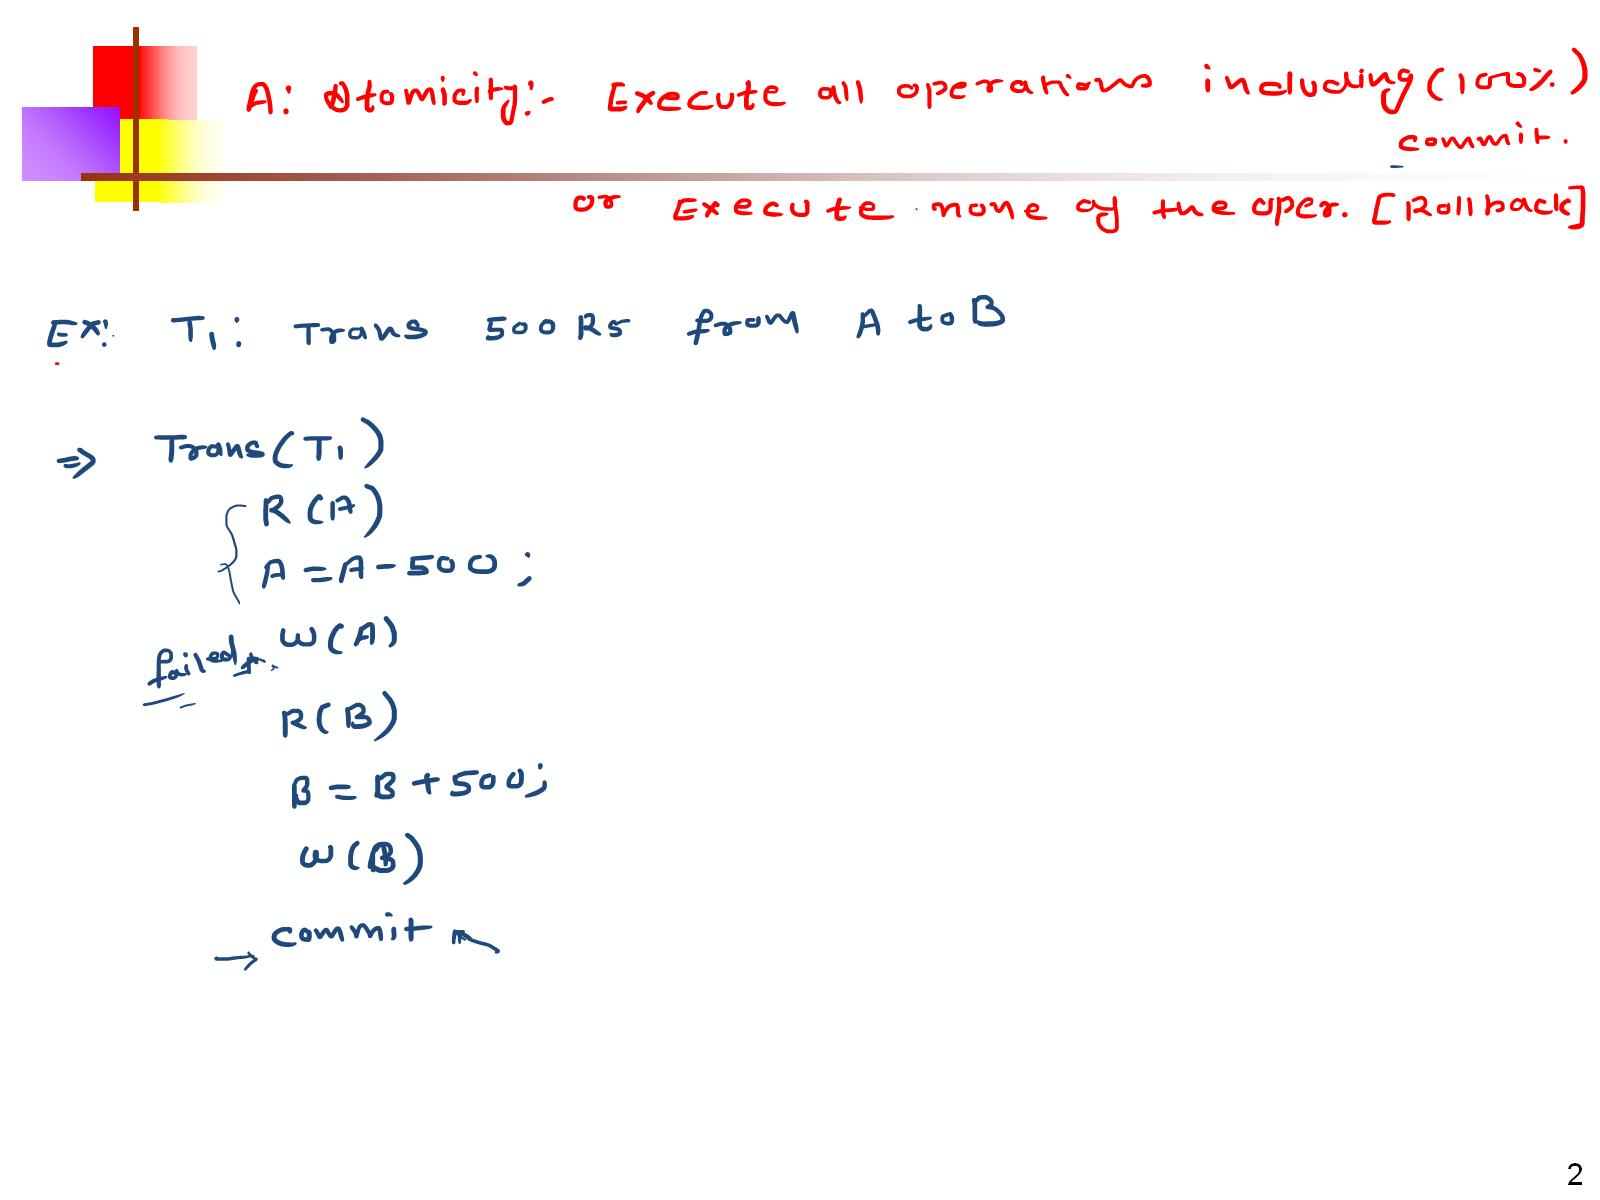 A: Atomicity:- Execute all operations including (100%)
commit.
or Execute none of the oper. [Rollback]
Ex: T1: Trans 500 Rs from A to B
⇒ Trans(T1)
R(A)
A = A - 500;
W(A)
failed
R(B)
B = B + 500;
W(B)
→ commit
2